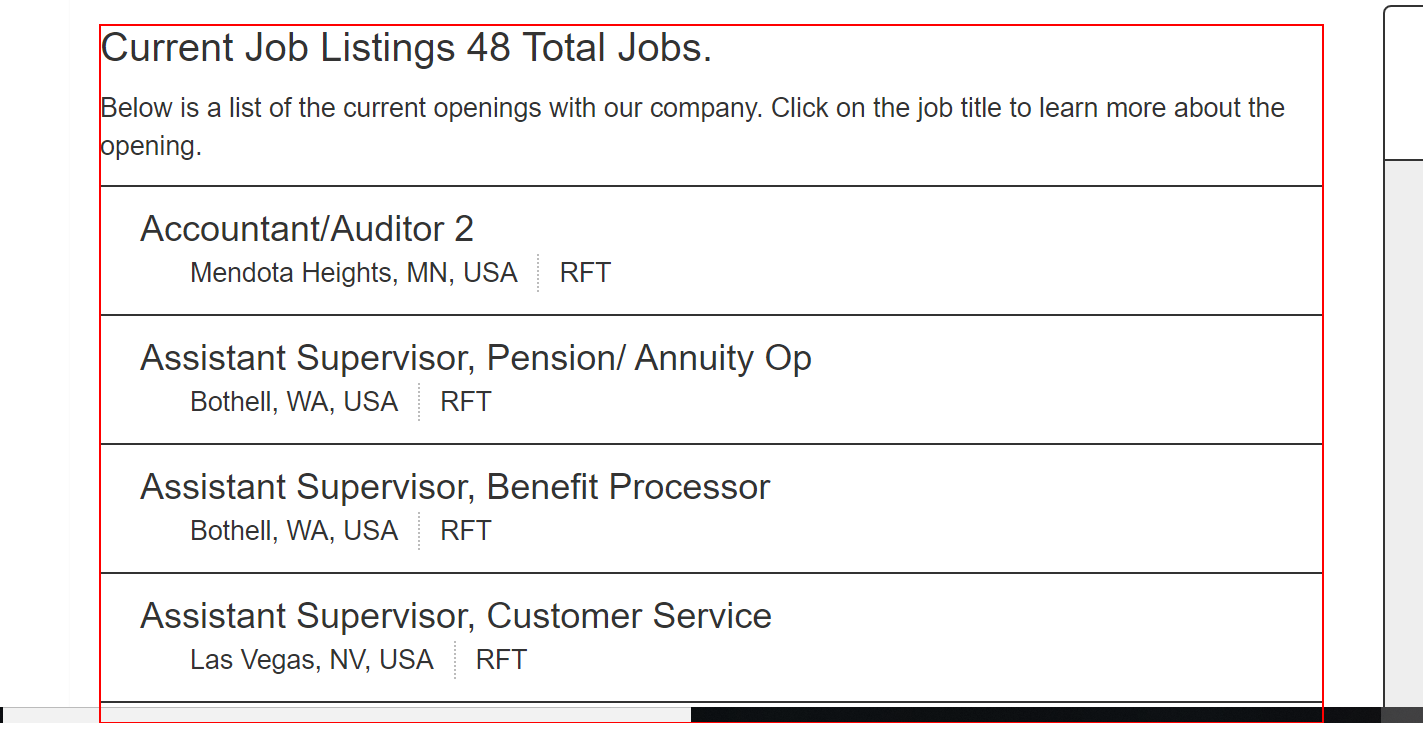 Current Job Listings 48 Total Jobs.
Below is a list of the current openings with our company. Click on the job title to learn more about the
opening.
Accountant/Auditor 2
Mendota Heights, MN, USA RFT
Assistant Supervisor, Pension/ Annuity Op
Bothell, WA, USA RFT
Assistant Supervisor, Benefit Processor
Bothell, WA, USA RFT
Assistant Supervisor, Customer Service
Las Vegas, NV, USA RFT